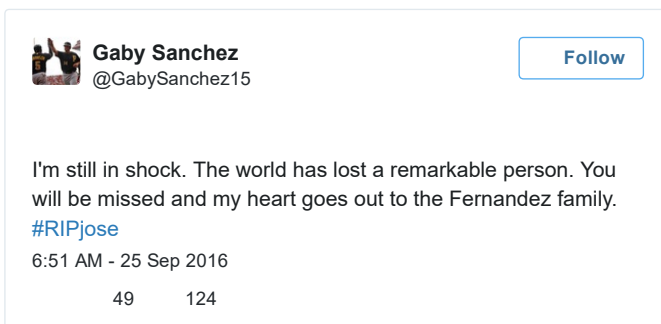 Gaby Sanchez
@GabySanchez15
Follow
I'm still in shock. The world has lost a remarkable person. You
will be missed and my heart goes out to the Fernandez family.
#RIPjose
6:51 AM - 25 Sep 2016
49 124